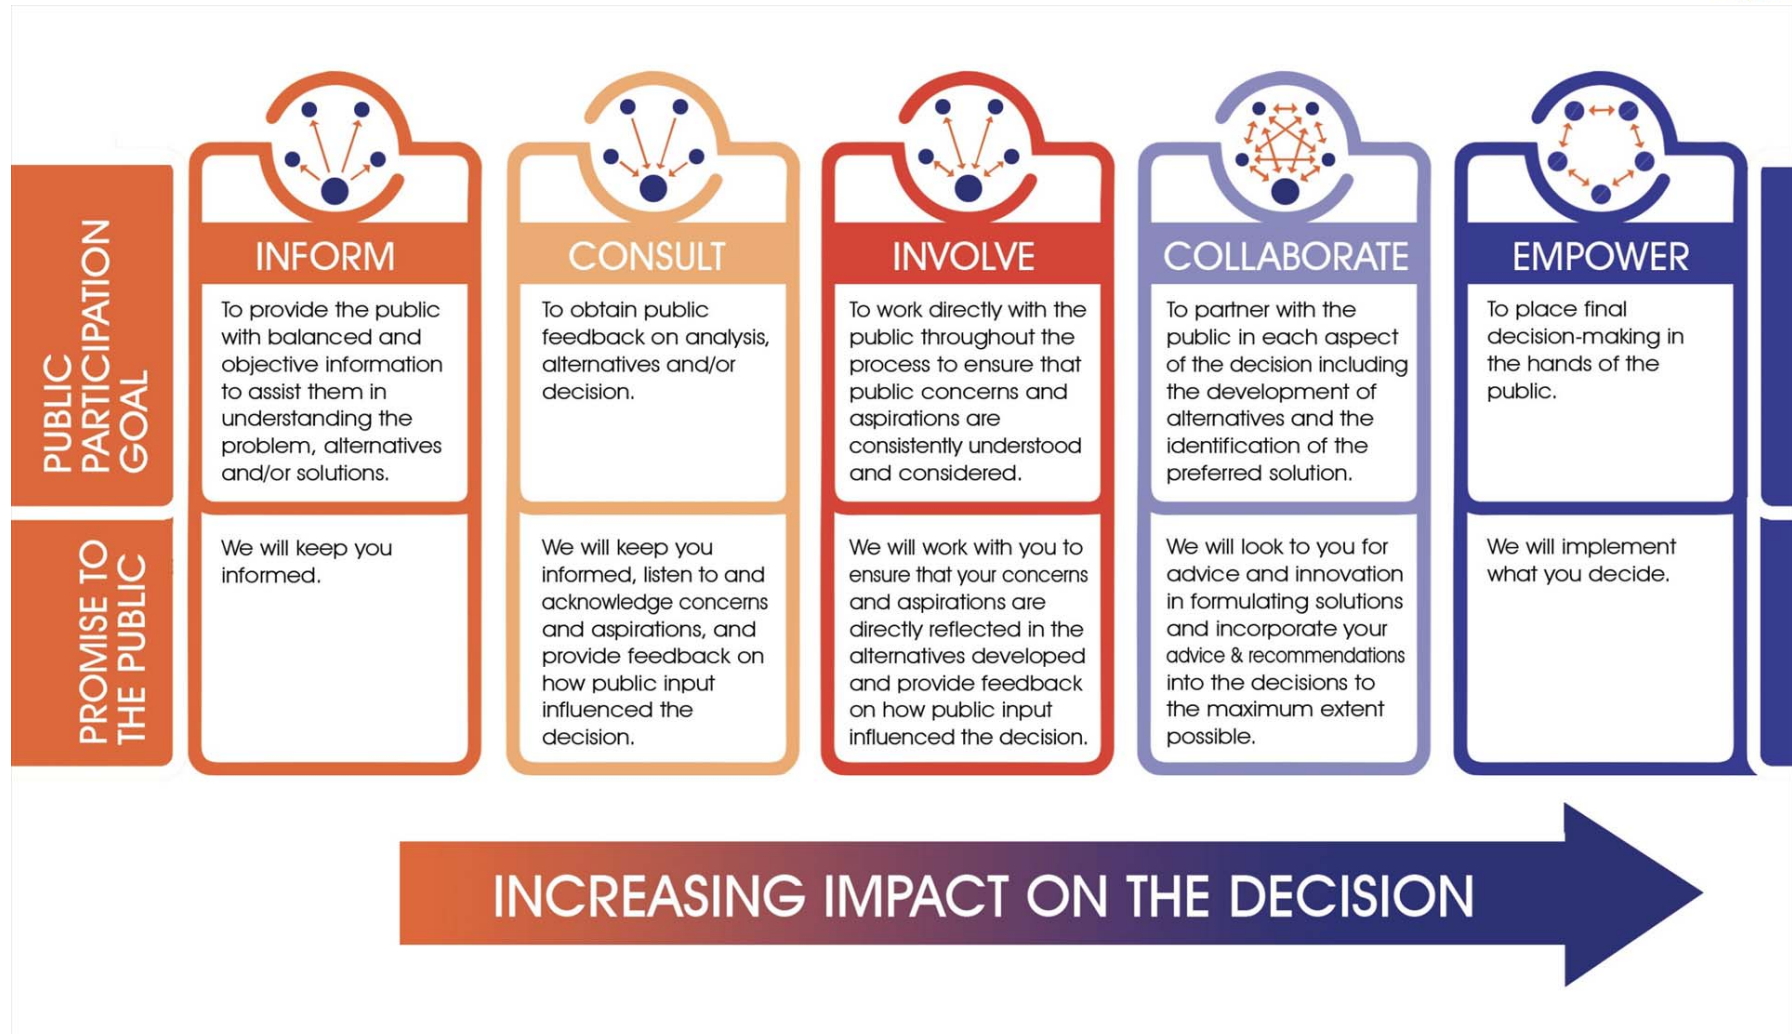 PUBLIC
PARTICIPATION
GOAL
PROMISE TO
THE PUBLIC
INFORM
To provide the public
with balanced and
objective information
to assist them in
understanding the
problem, alternatives
and/or solutions.
We will keep you
informed.
CONSULT
To obtain public
feedback on analysis,
alternatives and/or
decision.
We will keep you
informed, listen to and
acknowledge concerns
and aspirations, and
provide feedback on
how public input
influenced the
decision.
INVOLVE
To work directly with the
public throughout the
process to ensure that
public concerns and
aspirations are
consistently understood
and considered.
We will work with you to
ensure that your concerns
and aspirations are
directly reflected in the
alternatives developed
and provide feedback
on how public input
influenced the decision.
COLLABORATE
To partner with the
public in each aspect
of the decision including
the development of
alternatives and the
identification of the
preferred solution.
We will look to you for
advice and innovation
in formulating solutions
and incorporate your
advice & recommendations
into the decisions to
the maximum extent
possible.
EMPOWER
To place final
decision-making in
the hands of the
public.
We will implement
what you decide.
INCREASING IMPACT ON THE DECISION